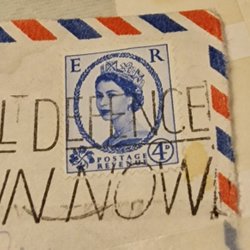 E R
L DEFENCE
POSTAGE
REVENUE
4D
N NOW